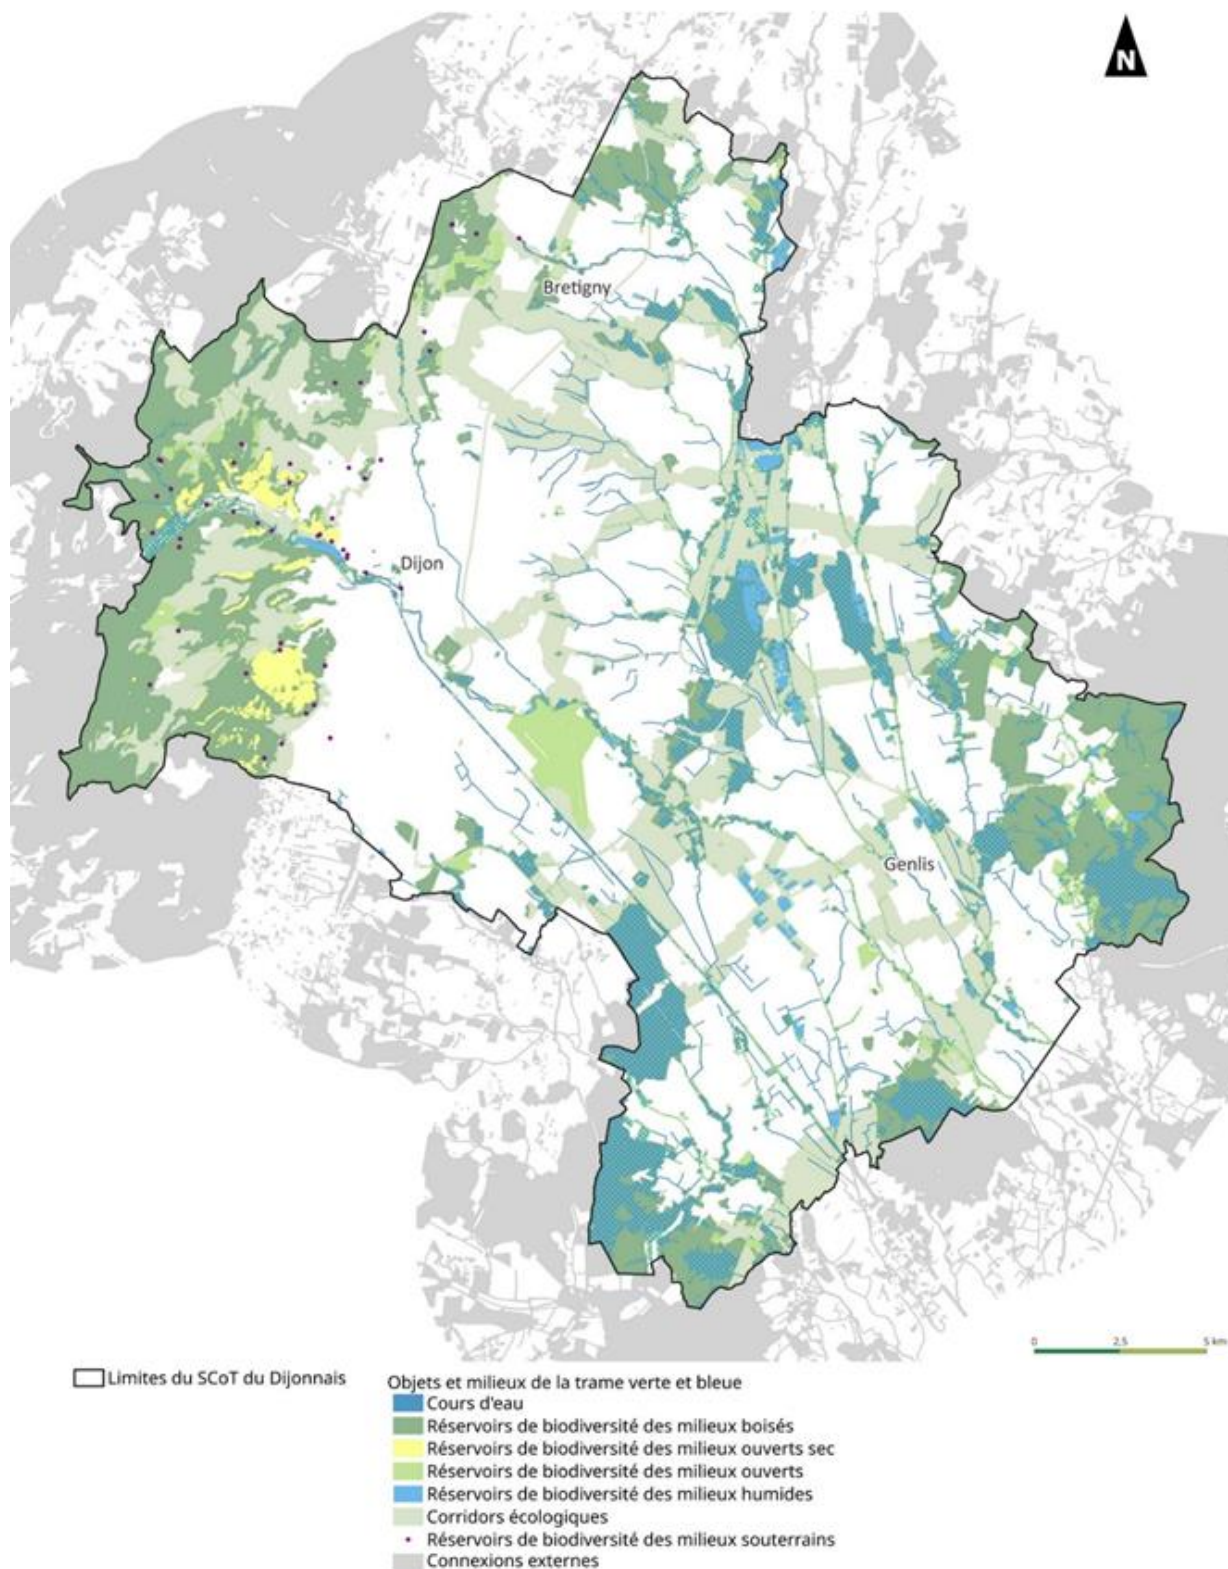 N
Bretigny
Dijon
Genlis
0 2,5 5 km
Limites du SCoT du Dijonnais
Objets et milieux de la trame verte et bleue
Cours d'eau
Réservoirs de biodiversité des milieux boisés
Réservoirs de biodiversité des milieux ouverts sec
Réservoirs de biodiversité des milieux ouverts
Réservoirs de biodiversité des milieux humides
Corridors écologiques
Réservoirs de biodiversité des milieux souterrains
Connexions externes